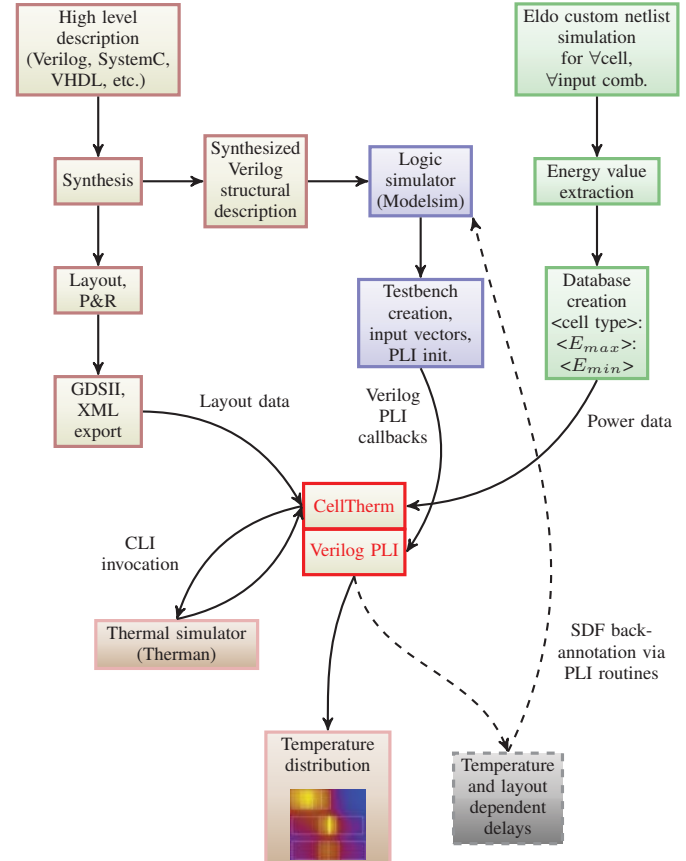 High level
description
(Verilog, SystemC,
VHDL, etc.)
Eldo custom netlist
simulation
for ∀cell,
∀input comb.
Synthesis
Synthesized
Verilog
structural
description
Logic
simulator
(Modelsim)
Energy value
extraction
Layout,
P&R
Testbench
creation,
input vectors,
PLI init.
Database
creation
<cell type>:
<E_max>:
<E_min>
GDSII,
XML
export
Layout data
Verilog
PLI
callbacks
Power data
CellTherm
Verilog PLI
CLI
invocation
Thermal simulator
(Therman)
SDF back-
annotation via
PLI routines
Temperature
distribution
Temperature
and layout
dependent
delays